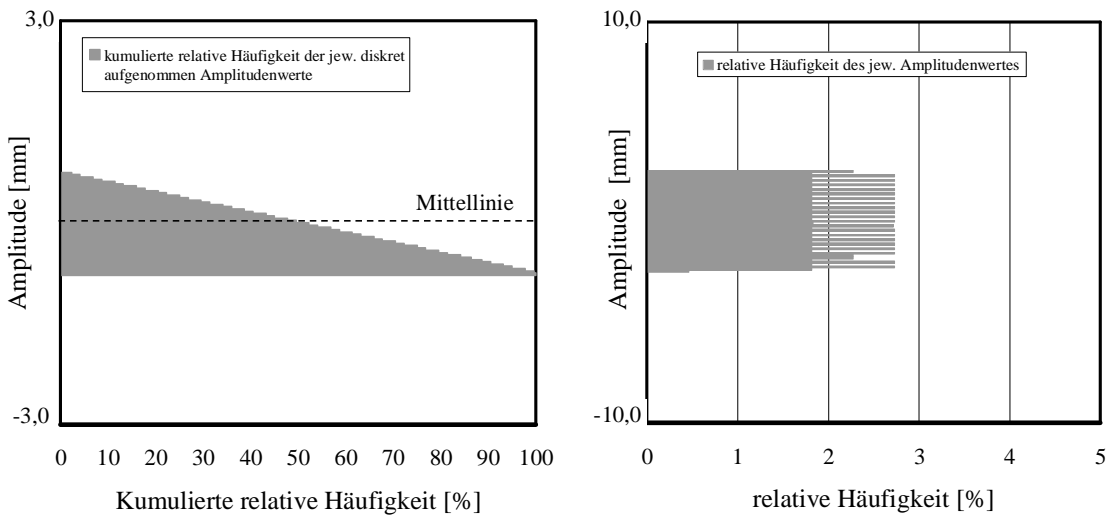 3,0
kumulierte relative Häufigkeit der jew. diskret
aufgenommen Amplitudenwerte
Amplitude [mm]
Mittellinie
-3,0
0 10 20 30 40 50 60 70 80 90 100
Kumulierte relative Häufigkeit [%]
10,0
relative Häufigkeit des jew. Amplitudenwertes
Amplitude [mm]
-10,0
0 1 2 3 4 5
relative Häufigkeit [%]